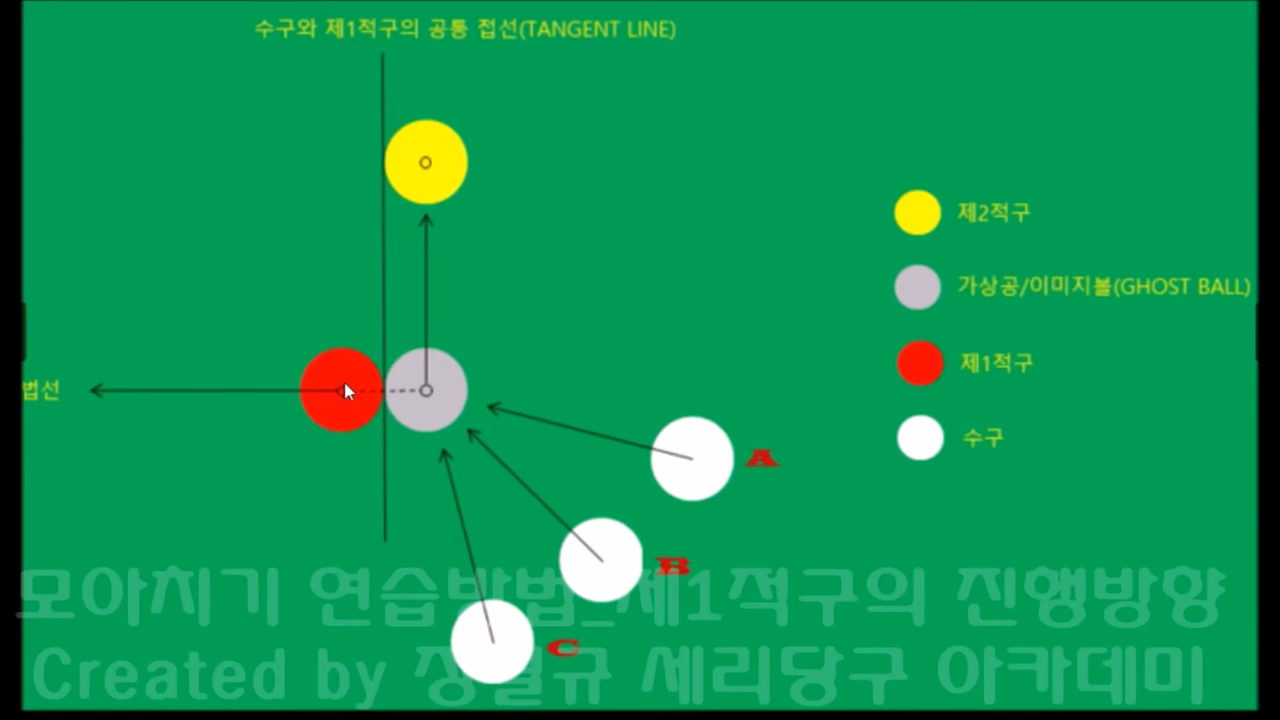 수구와 제1적구의 공통 접선(TANGENT LINE)
제2적구
가상공/이미지볼(GHOST BALL)
제1적구
법선
수구
A
B
C
모아치기 연습방법_제1적구의 진행방향
Created by 정철규 세리당구 아카데미